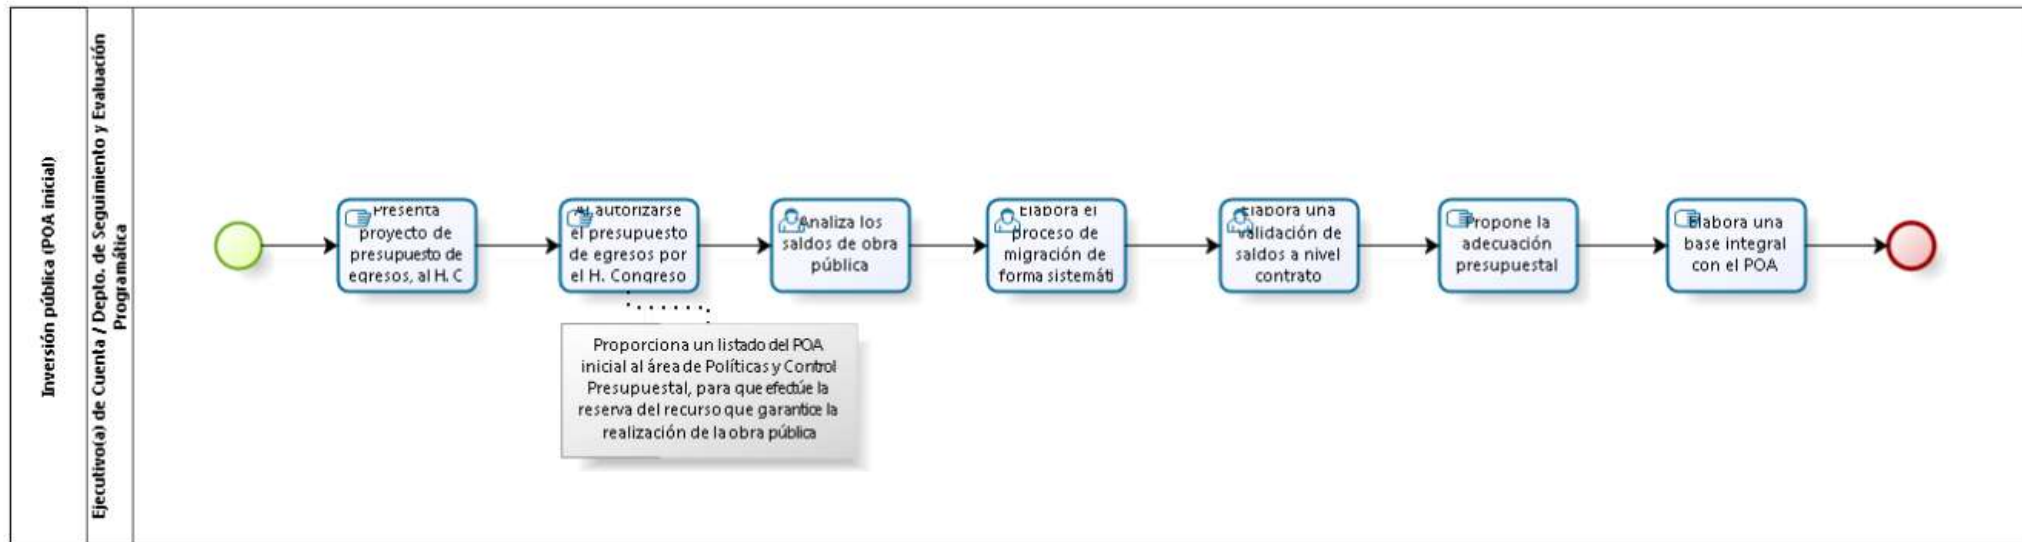 Inversión pública (POA inicial)
Ejecutivo(a) de Cuenta / Depto. de Seguimiento y Evaluación
Programática
Presenta
proyecto de
presupuesto de
egresos, al H. C
Al autorizarse
el presupuesto
de egresos por
el H. Congreso
Analiza los
saldos de obra
pública
Elabora el
proceso de
migración de
forma sistemáti
Elabora una
validación de
saldos a nivel
contrato
Propone la
adecuación
presupuestal
Elabora una
base integral
con el POA
Proporciona un listado del POA
inicial al área de Políticas y Control
Presupuestal, para que efectúe la
reserva del recurso que garantice la
realización de la obra pública